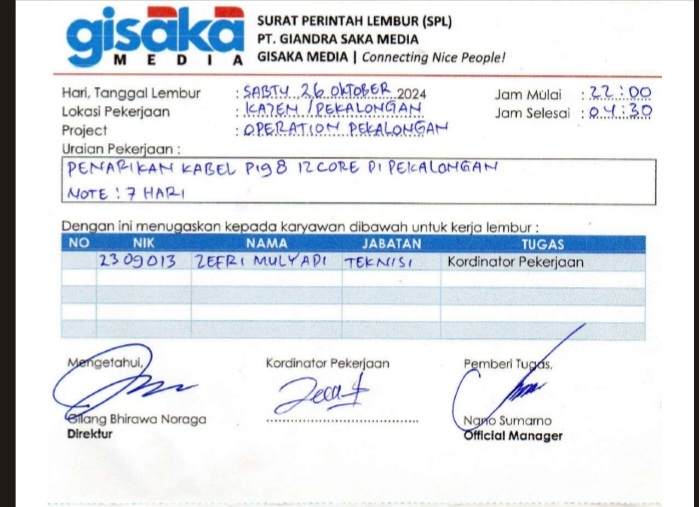 gisaka
MEDIA
SURAT PERINTAH LEMBUR (SPL)
PT. GIANDRA SAKA MEDIA
GISAKA MEDIA | Connecting Nice People!
Hari, Tanggal Lembur : SABTU 26 OKTOBER 2024 Jam Mulai : 22:00
Lokasi Pekerjaan : KAJEN / PEKALONGAN Jam Selesai : 04:30
Project : OPERATION PEKALONGAN
Uraian Pekerjaan :
PENARIKAN KABEL P198 12 CORE DI PEKALONGAN
NOTE : 7 HARI
Dengan ini menugaskan kepada karyawan dibawah untuk kerja lembur :
NO NIK NAMA JABATAN TUGAS
2309013 ZEFRI MULYADI TEKNISI Kordinator Pekerjaan
Mengetahui, Kordinator Pekerjaan Pemberi Tugas,
Gilang Bhirawa Noraga Nano Sumarno
Direktur Official Manager